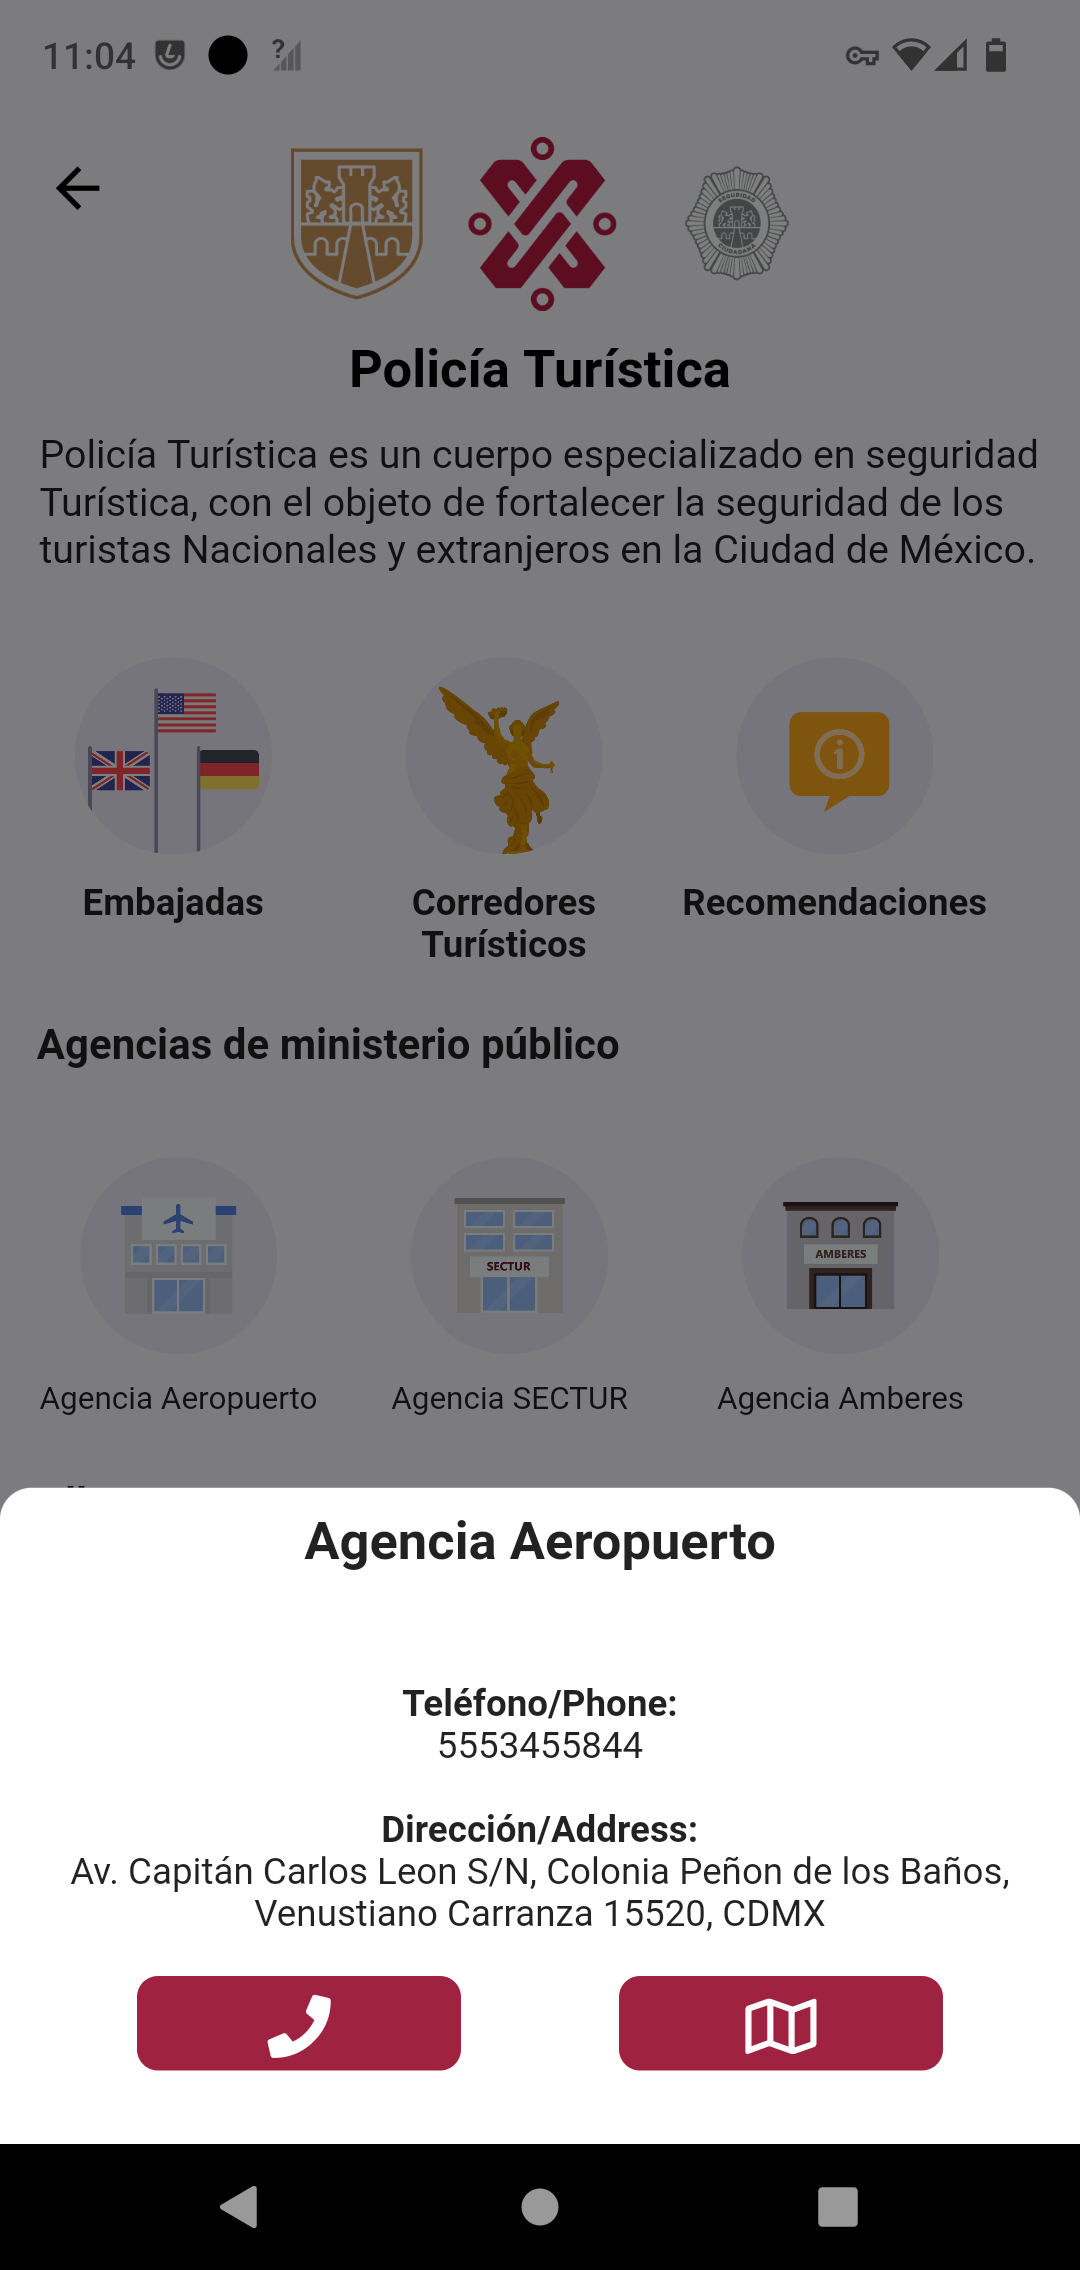 11:04
?
SEGURIDAD
CIUDADANA
Policía Turística
Policía Turística es un cuerpo especializado en seguridad
Turística, con el objeto de fortalecer la seguridad de los
turistas Nacionales y extranjeros en la Ciudad de México.
Embajadas
Corredores
Turísticos
Recomendaciones
Agencias de ministerio público
SECTUR
AMBERES
Agencia Aeropuerto
Agencia SECTUR
Agencia Amberes
Agencia Aeropuerto
Teléfono/Phone:
5553455844
Dirección/Address:
Av. Capitán Carlos Leon S/N, Colonia Peñon de los Baños,
Venustiano Carranza 15520, CDMX